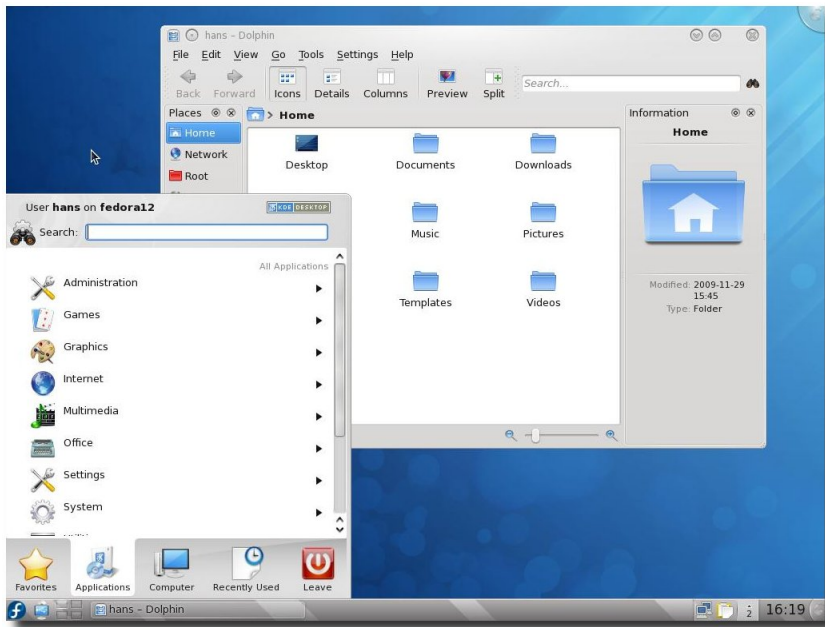 hans – Dolphin
File Edit View Go Tools Settings Help
Back Forward Icons Details Columns Preview Split Search...
Places
Home
Network
Root
> Home
Desktop Documents Downloads
Music Pictures
Templates Videos
Information
Home
Modified: 2009-11-29
15:45
Type: Folder
User hans on fedora12
KDE DESKTOP
Search:
All Applications
Administration
Games
Graphics
Internet
Multimedia
Office
Settings
System
Favorites Applications Computer Recently Used Leave
hans – Dolphin
2
16:19